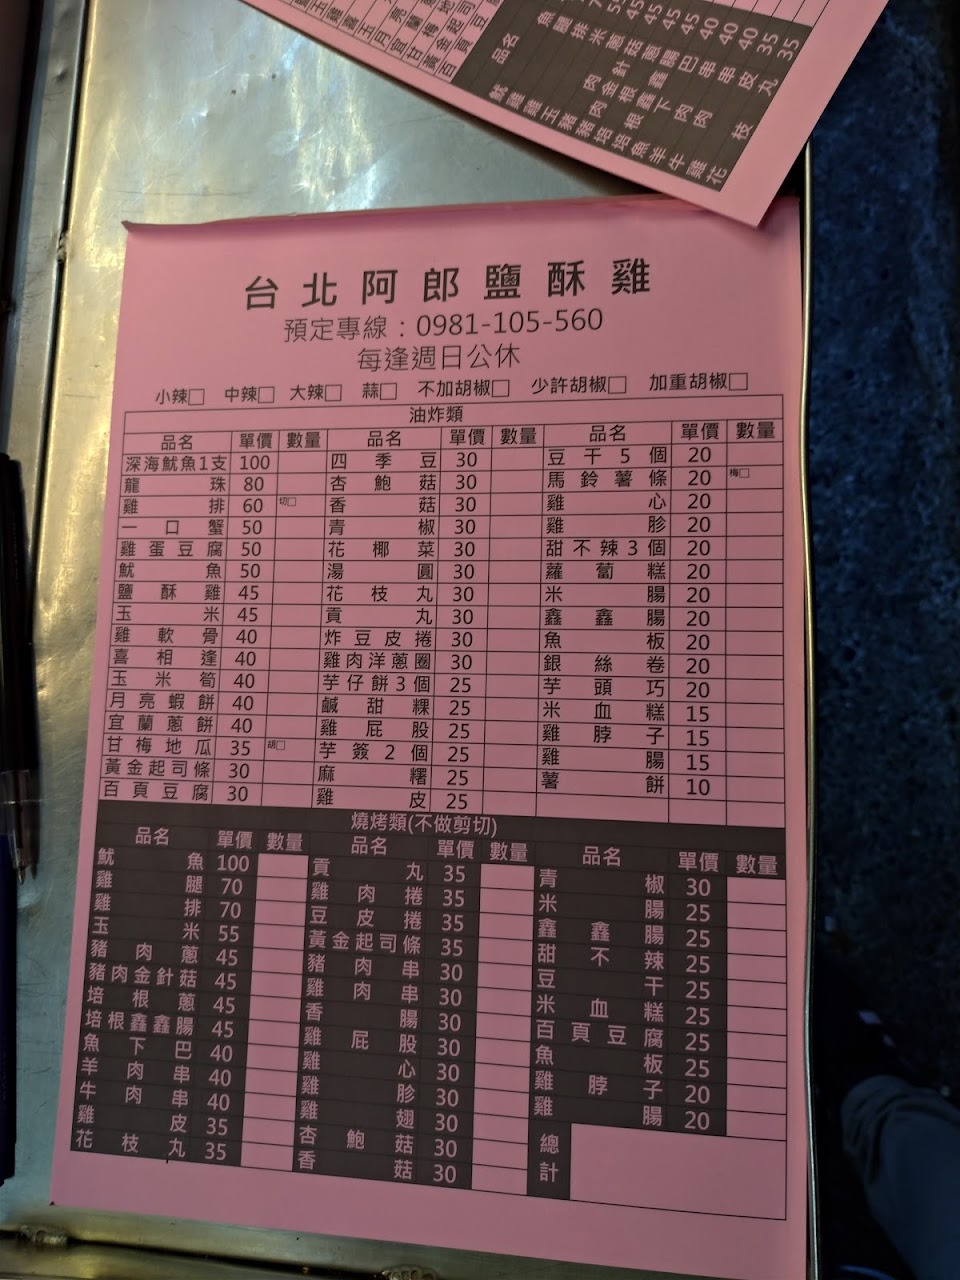 台北阿郎鹽酥雞
預定專線：0981-105-560
每逢週日公休
小辣□ 中辣□ 大辣□ 蒜□ 不加胡椒□ 少許胡椒□ 加重胡椒□
油炸類
品名 單價 數量 品名 單價 數量 品名 單價 數量
深海魷魚1支 100 四季豆 30 豆干5個 20
龍珠 80 杏鮑菇 30 馬鈴薯條 20 梅□
雞排 60 切□ 香菇 30 雞心 20
一口蟹 50 青椒 30 雞胗 20
雞蛋豆腐 50 花椰菜 30 甜不辣3個 20
魷魚 50 湯圓 30 蘿蔔糕 20
鹽酥雞 45 花枝丸 30 米腸 20
玉米 45 貢丸 30 鑫鑫腸 20
雞軟骨 40 炸豆皮捲 30 魚板 20
喜相逢 40 雞肉洋蔥圈 30 銀絲卷 20
玉米筍 40 芋仔餅3個 25 芋頭巧 20
月亮蝦餅 40 鹹甜粿 25 米血糕 15
宜蘭蔥餅 40 雞屁股 25 雞脖子 15
甘梅地瓜 35 胡□ 芋簽2個 25 雞腸 15
黃金起司條 30 麻糬 25 薯餅 10
百頁豆腐 30 雞皮 25
燒烤類(不做剪切)
品名 單價 數量 品名 單價 數量 品名 單價 數量
魷魚 100 貢丸 35 青椒 30
雞腿 70 雞肉捲 35 米腸 25
雞排 70 豆皮捲 35 鑫鑫腸 25
玉米 55 黃金起司條 35 甜不辣 25
豬肉蔥 45 豬肉串 30 豆干 25
豬肉金針菇 45 雞肉串 30 米血糕 25
培根蔥 45 香腸 30 百頁豆腐 25
培根鑫鑫腸 45 雞屁股 30 魚板 25
魚下巴 40 雞心 30 雞脖子 20
羊肉串 40 雞胗 30 雞腸 20
牛肉串 40 雞翅 30 總計
雞皮 35 杏鮑菇 30
花枝丸 35 香菇 30